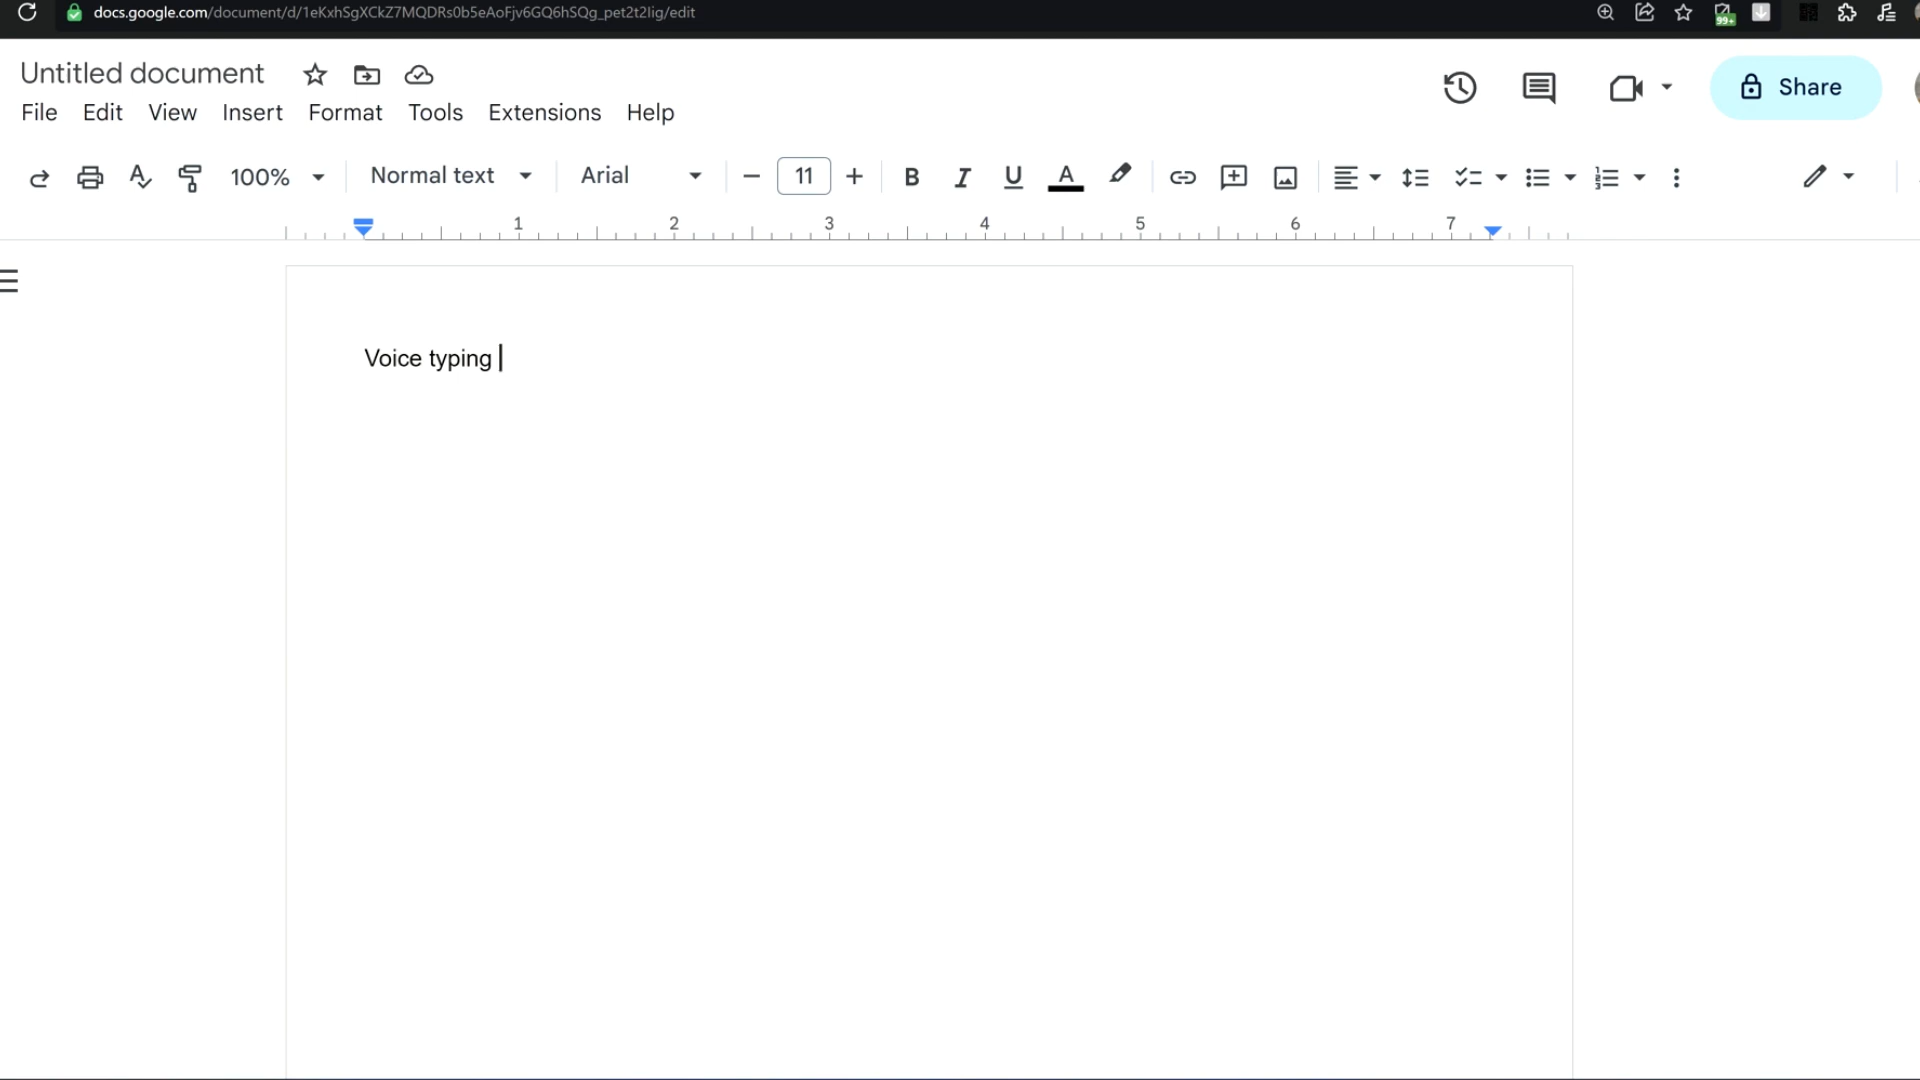 docs.google.com/document/d/1eKxhSgXCkZ7MQDRs0b5eAoFjv6GQ6hSQg_pet2t2lig/edit
99+
Untitled document
File Edit View Insert Format Tools Extensions Help
Share
100% Normal text Arial 11 B I U A
1 2 3 4 5 6 7
Voice typing